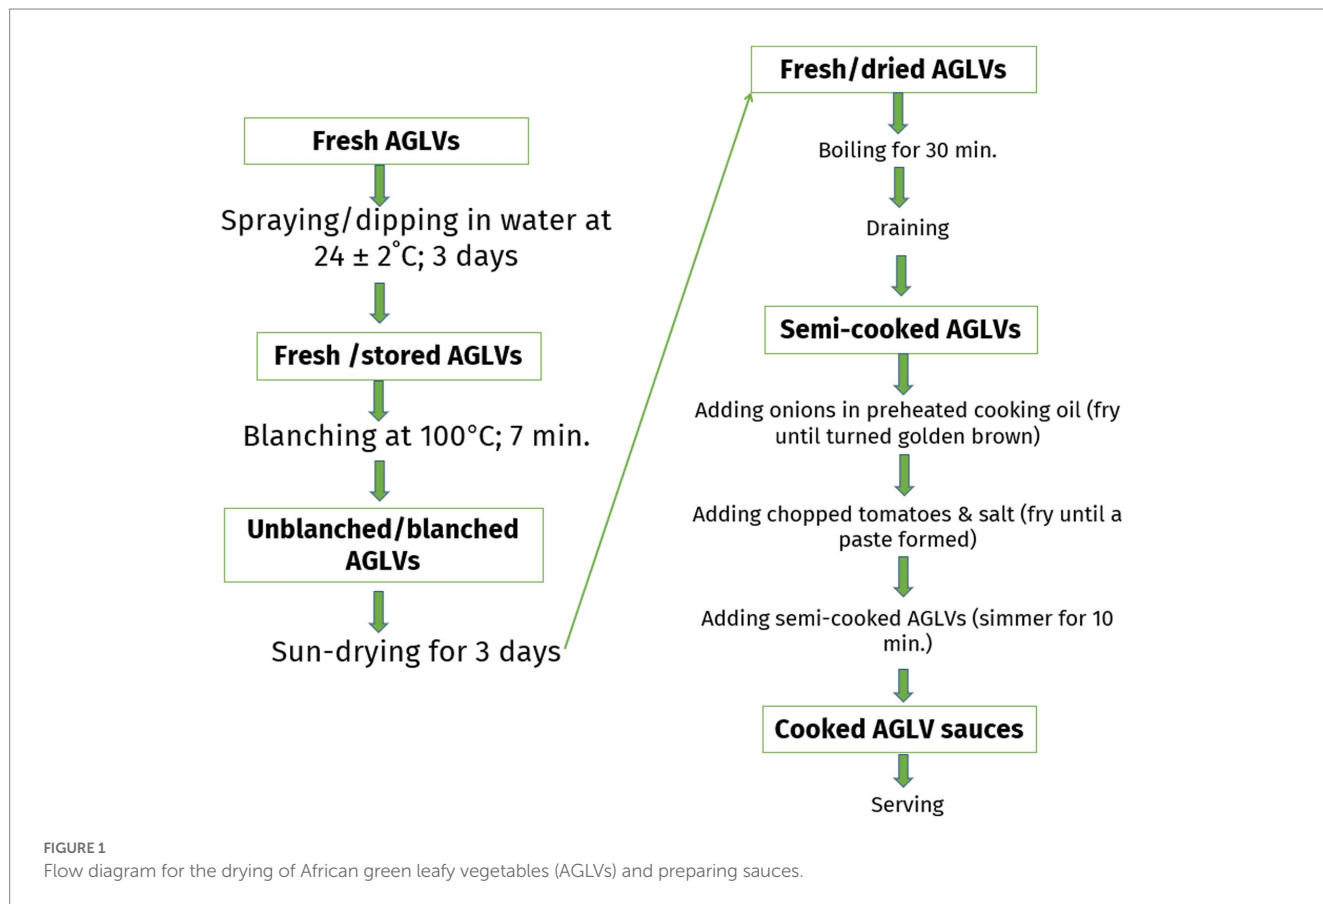 Fresh AGLVs
Spraying/dipping in water at
24 ± 2°C; 3 days
Fresh /stored AGLVs
Blanching at 100°C; 7 min.
Unblanched/blanched
AGLVs
Sun-drying for 3 days
Fresh/dried AGLVs
Boiling for 30 min.
Draining
Semi-cooked AGLVs
Adding onions in preheated cooking oil (fry
until turned golden brown)
Adding chopped tomatoes & salt (fry until a
paste formed)
Adding semi-cooked AGLVs (simmer for 10
min.)
Cooked AGLV sauces
Serving
FIGURE 1
Flow diagram for the drying of African green leafy vegetables (AGLVs) and preparing sauces.